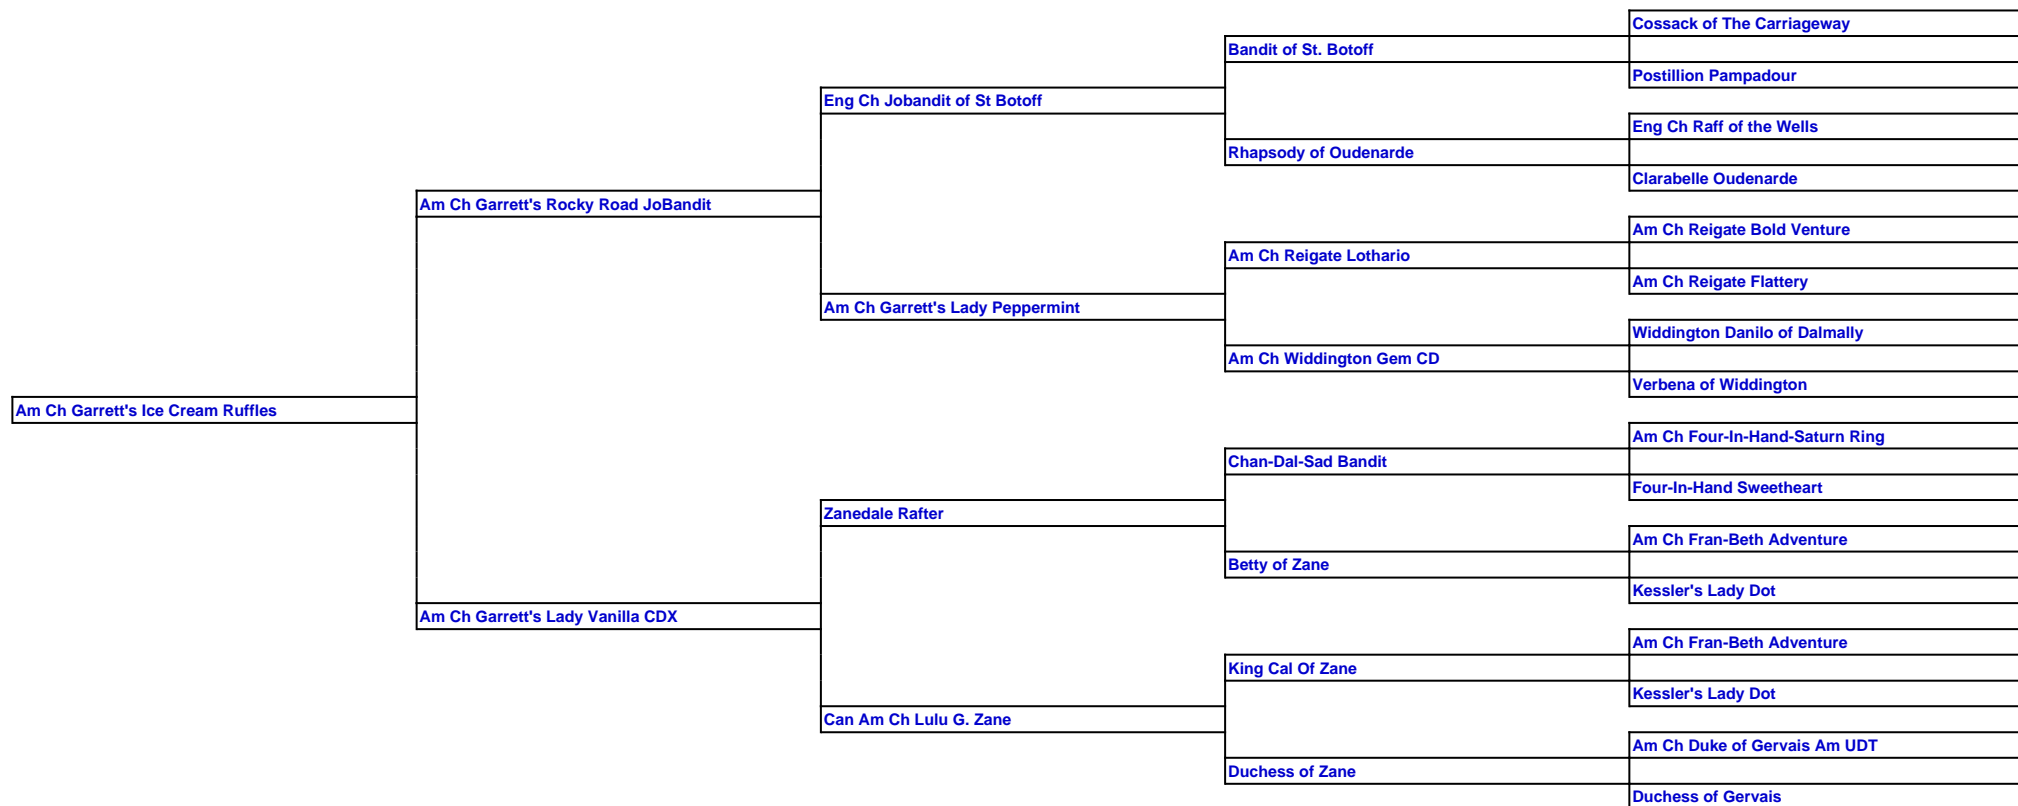 Cossack of The Carriageway
Bandit of St. Botoff
Postillion Pampadour
Eng Ch Jobandit of St Botoff
Eng Ch Raff of the Wells
Rhapsody of Oudenarde
Clarabelle Oudenarde
Am Ch Garrett's Rocky Road JoBandit
Am Ch Reigate Bold Venture
Am Ch Reigate Lothario
Am Ch Reigate Flattery
Am Ch Garrett's Lady Peppermint
Widdington Danilo of Dalmally
Am Ch Widdington Gem CD
Verbena of Widdington
Am Ch Garrett's Ice Cream Ruffles
Am Ch Four-In-Hand-Saturn Ring
Chan-Dal-Sad Bandit
Four-In-Hand Sweetheart
Zanedale Rafter
Am Ch Fran-Beth Adventure
Betty of Zane
Kessler's Lady Dot
Am Ch Garrett's Lady Vanilla CDX
Am Ch Fran-Beth Adventure
King Cal Of Zane
Kessler's Lady Dot
Can Am Ch Lulu G. Zane
Am Ch Duke of Gervais Am UDT
Duchess of Zane
Duchess of Gervais